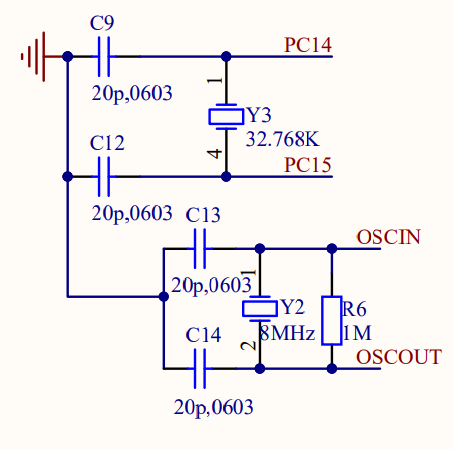 C9
PC14
20p,0603
1
Y3
32.768K
4
C12
PC15
20p,0603
C13
OSCIN
20p,0603
1
Y2
R6
8MHz
1M
2
C14
OSCOUT
20p,0603